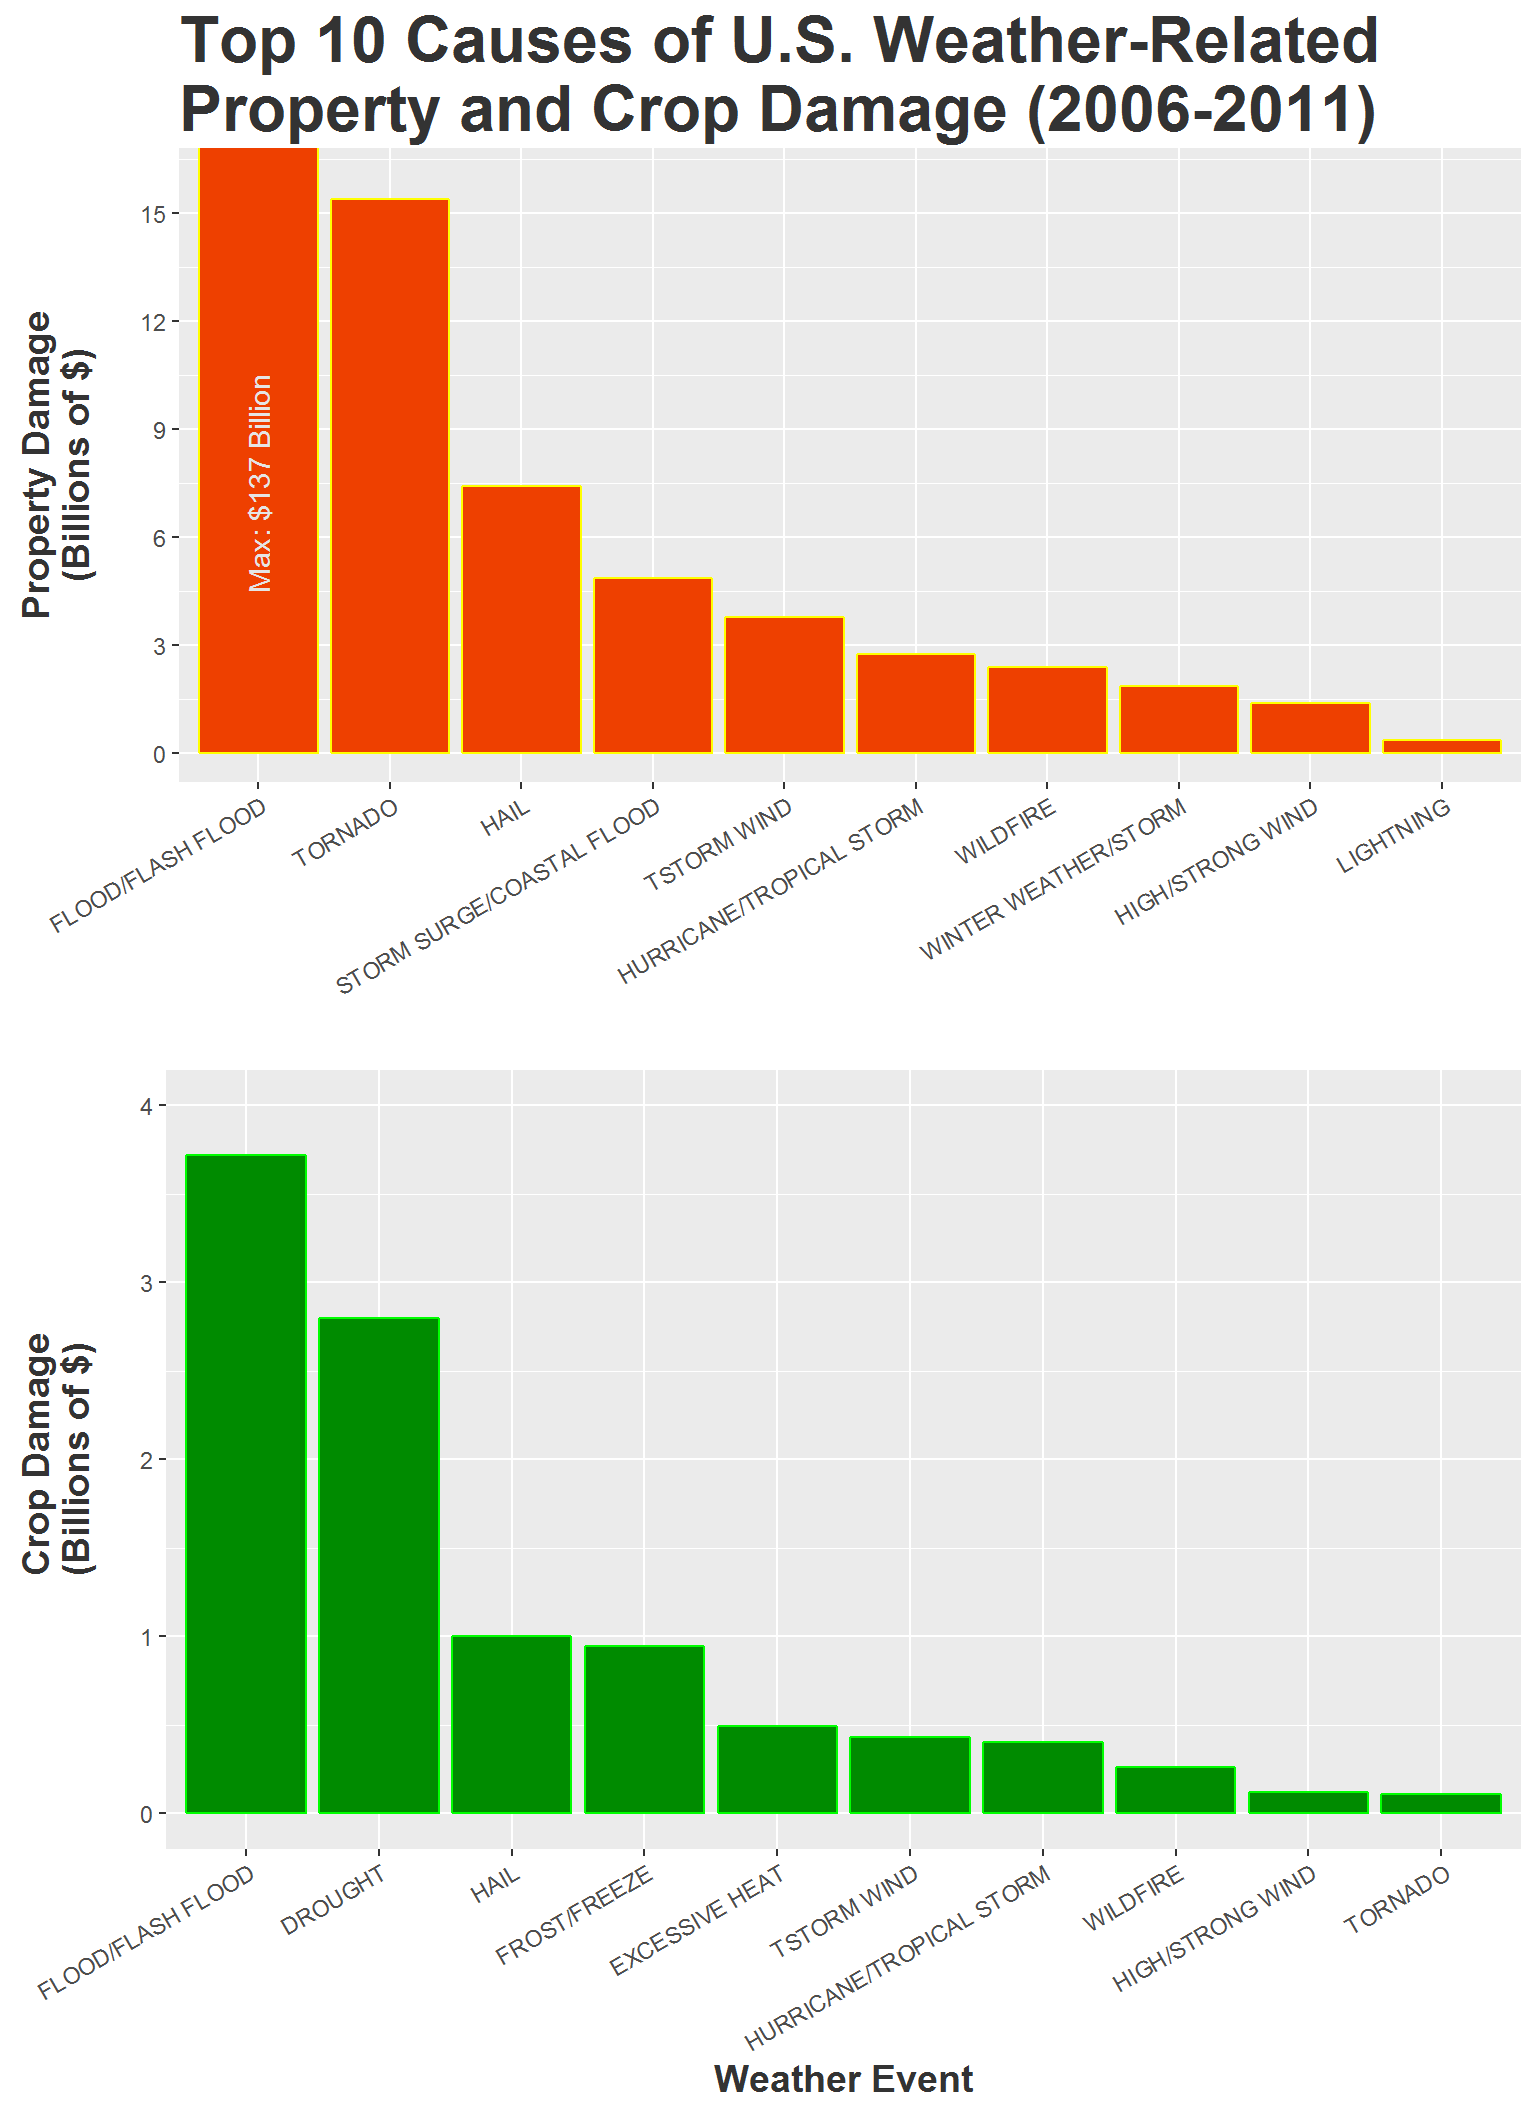 Top 10 Causes of U.S. Weather-Related
Property and Crop Damage (2006-2011)
Property Damage
(Billions of $)
15
12
9
6
3
0
Max: $137 Billion
FLOOD/FLASH FLOOD
TORNADO
HAIL
STORM SURGE/COASTAL FLOOD
TSTORM WIND
HURRICANE/TROPICAL STORM
WILDFIRE
WINTER WEATHER/STORM
HIGH/STRONG WIND
LIGHTNING
Crop Damage
(Billions of $)
4
3
2
1
0
FLOOD/FLASH FLOOD
DROUGHT
HAIL
FROST/FREEZE
EXCESSIVE HEAT
TSTORM WIND
HURRICANE/TROPICAL STORM
WILDFIRE
HIGH/STRONG WIND
TORNADO
Weather Event